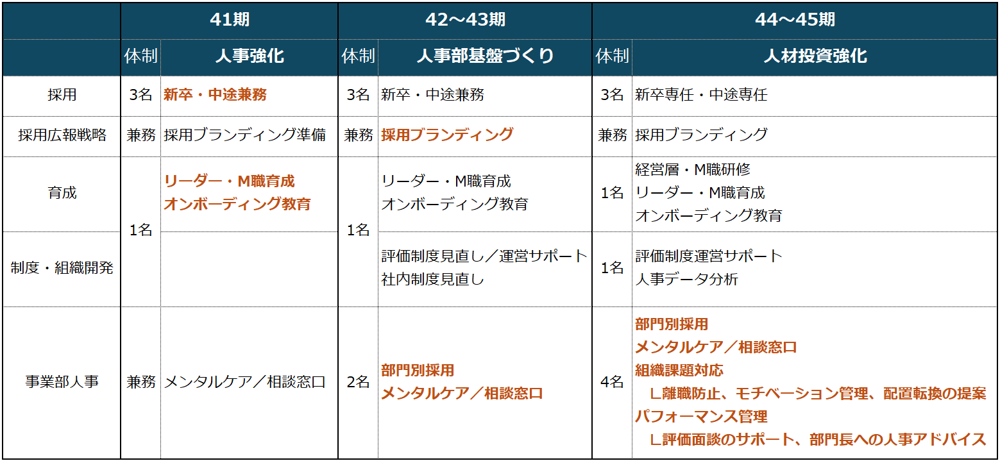 41期
42～43期
44～45期
体制
人事強化
体制
人事部基盤づくり
体制
人材投資強化
採用
3名
新卒・中途兼務
3名
新卒・中途兼務
3名
新卒専任・中途専任
採用広報戦略
兼務
採用ブランディング準備
兼務
採用ブランディング
兼務
採用ブランディング
育成
1名
リーダー・M職育成
オンボーディング教育
1名
リーダー・M職育成
オンボーディング教育
1名
経営層・M職研修
リーダー・M職育成
オンボーディング教育
制度・組織開発
評価制度見直し／運営サポート
社内制度見直し
1名
評価制度運営サポート
人事データ分析
事業部人事
兼務
メンタルケア／相談窓口
2名
部門別採用
メンタルケア／相談窓口
4名
部門別採用
メンタルケア／相談窓口
組織課題対応
∟離職防止、モチベーション管理、配置転換の提案
パフォーマンス管理
∟評価面談のサポート、部門長への人事アドバイス